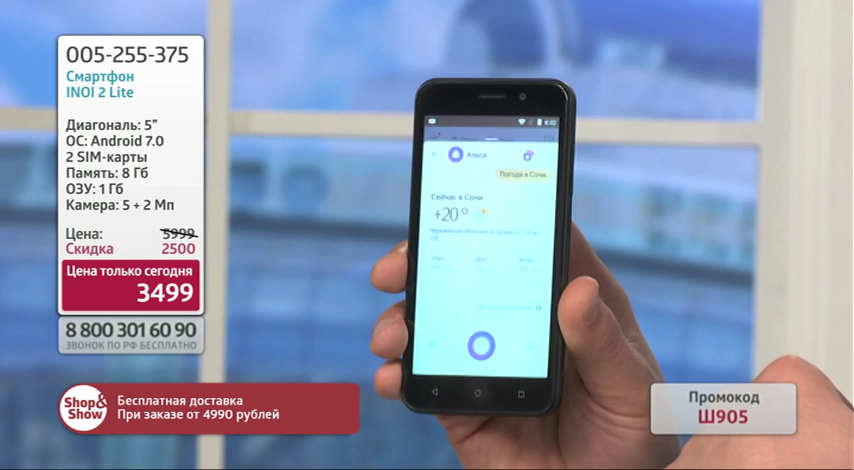 005-255-375
Смартфон
INOI 2 Lite
Диагональ: 5”
ОС: Android 7.0
2 SIM-карты
Память: 8 Гб
ОЗУ: 1 Гб
Камера: 5 + 2 Мп
Цена: 5999
Скидка 2500
Цена только сегодня
3499
8 800 301 60 90
ЗВОНОК ПО РФ БЕСПЛАТНО
Shop&
Show
Бесплатная доставка
При заказе от 4990 рублей
8:02
Алиса
Погода в Сочи
Сейчас в Сочи
+20°
Промокод
Ш905